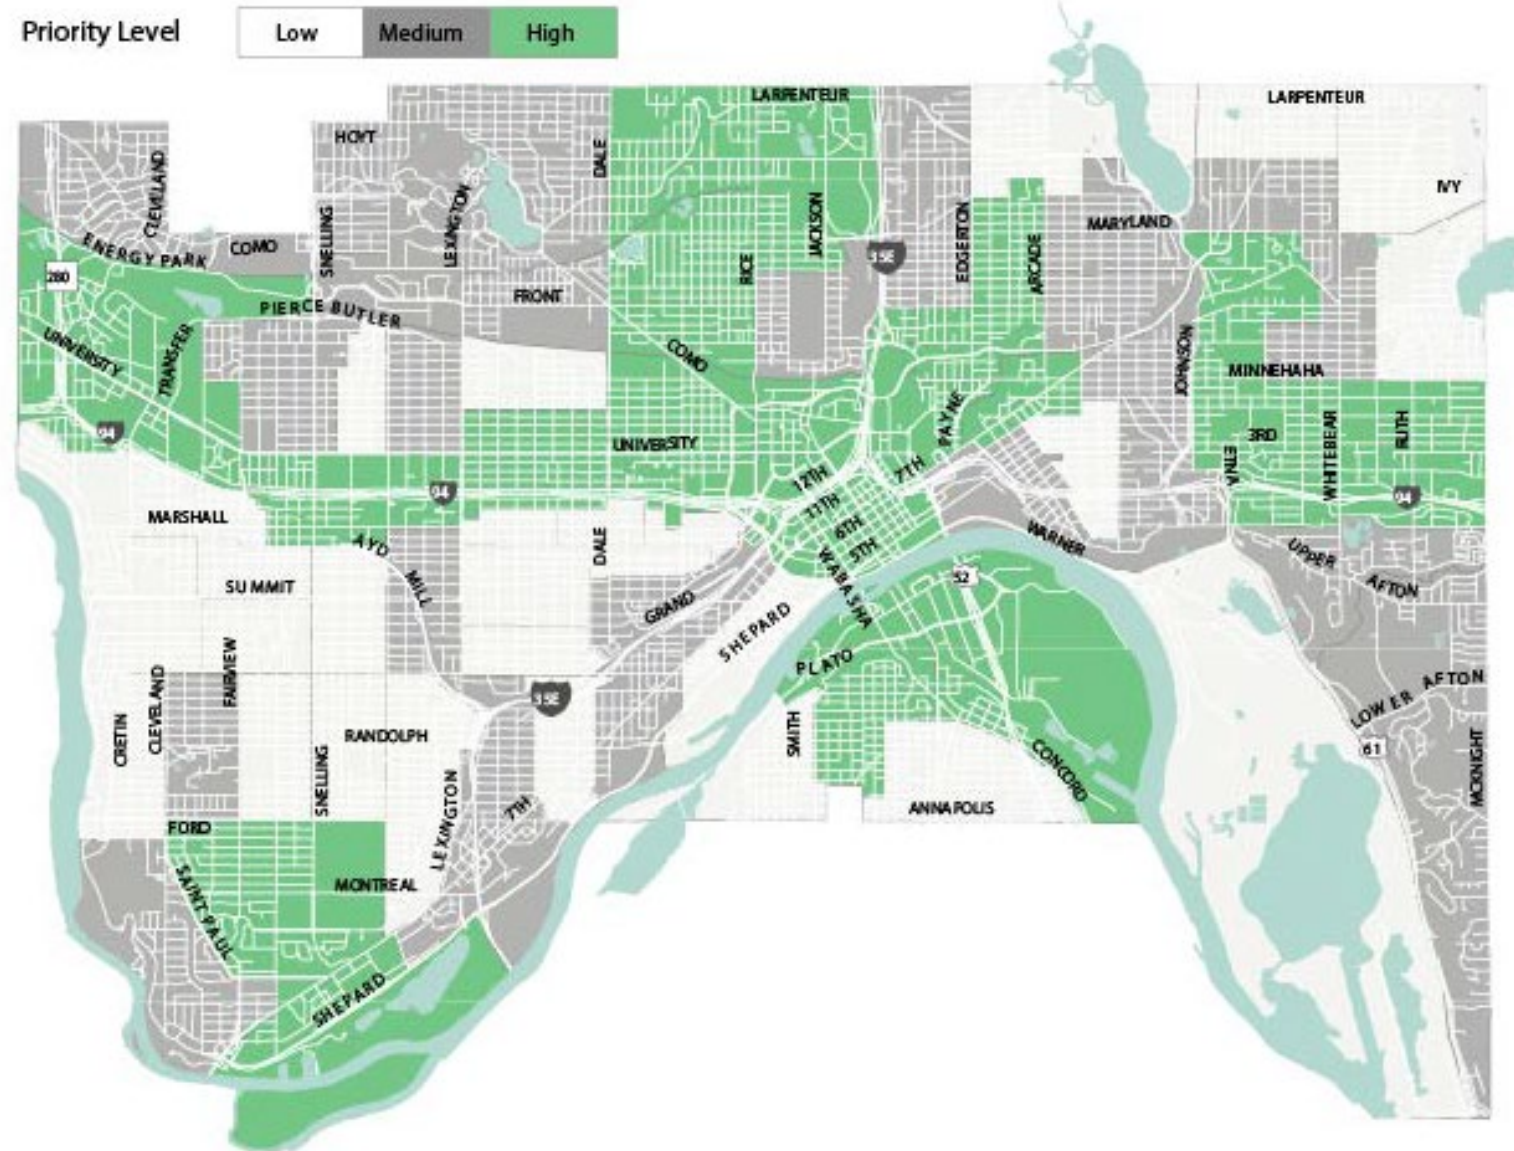 Priority Level Low Medium High
LARPENTEUR
LARPENTEUR
HOYT
DALE
CLEVELAND
IVY
LEXINGTON
JACKSON
SNELLING
EDGERTON
MARYLAND
ARCADE
ENERGY PARK
COMO
280
35E
RICE
FRONT
PIERCE BUTLER
UNIVERSITY
TRANSFER
COMO
JOHNSON
MINNEHAHA
PAYNE
94
UNIVERSITY
3RD
WHITEBEAR
RUTH
ETNA
12TH
7TH
94
94
11TH
MARSHALL
6TH
5TH
AYD
MILL
DALE
WARNER
UPPER
AFTON
SUMMIT
WABASHA
52
GRAND
SHEPARD
PLATO
FAIRVIEW
CLEVELAND
CRETIN
35E
LOWER AFTON
RANDOLPH
SMITH
61
SNELLING
CONCORD
MCKNIGHT
LEXINGTON
7TH
ANNAPOLIS
FORD
SAINT PAUL
MONTREAL
SHEPARD